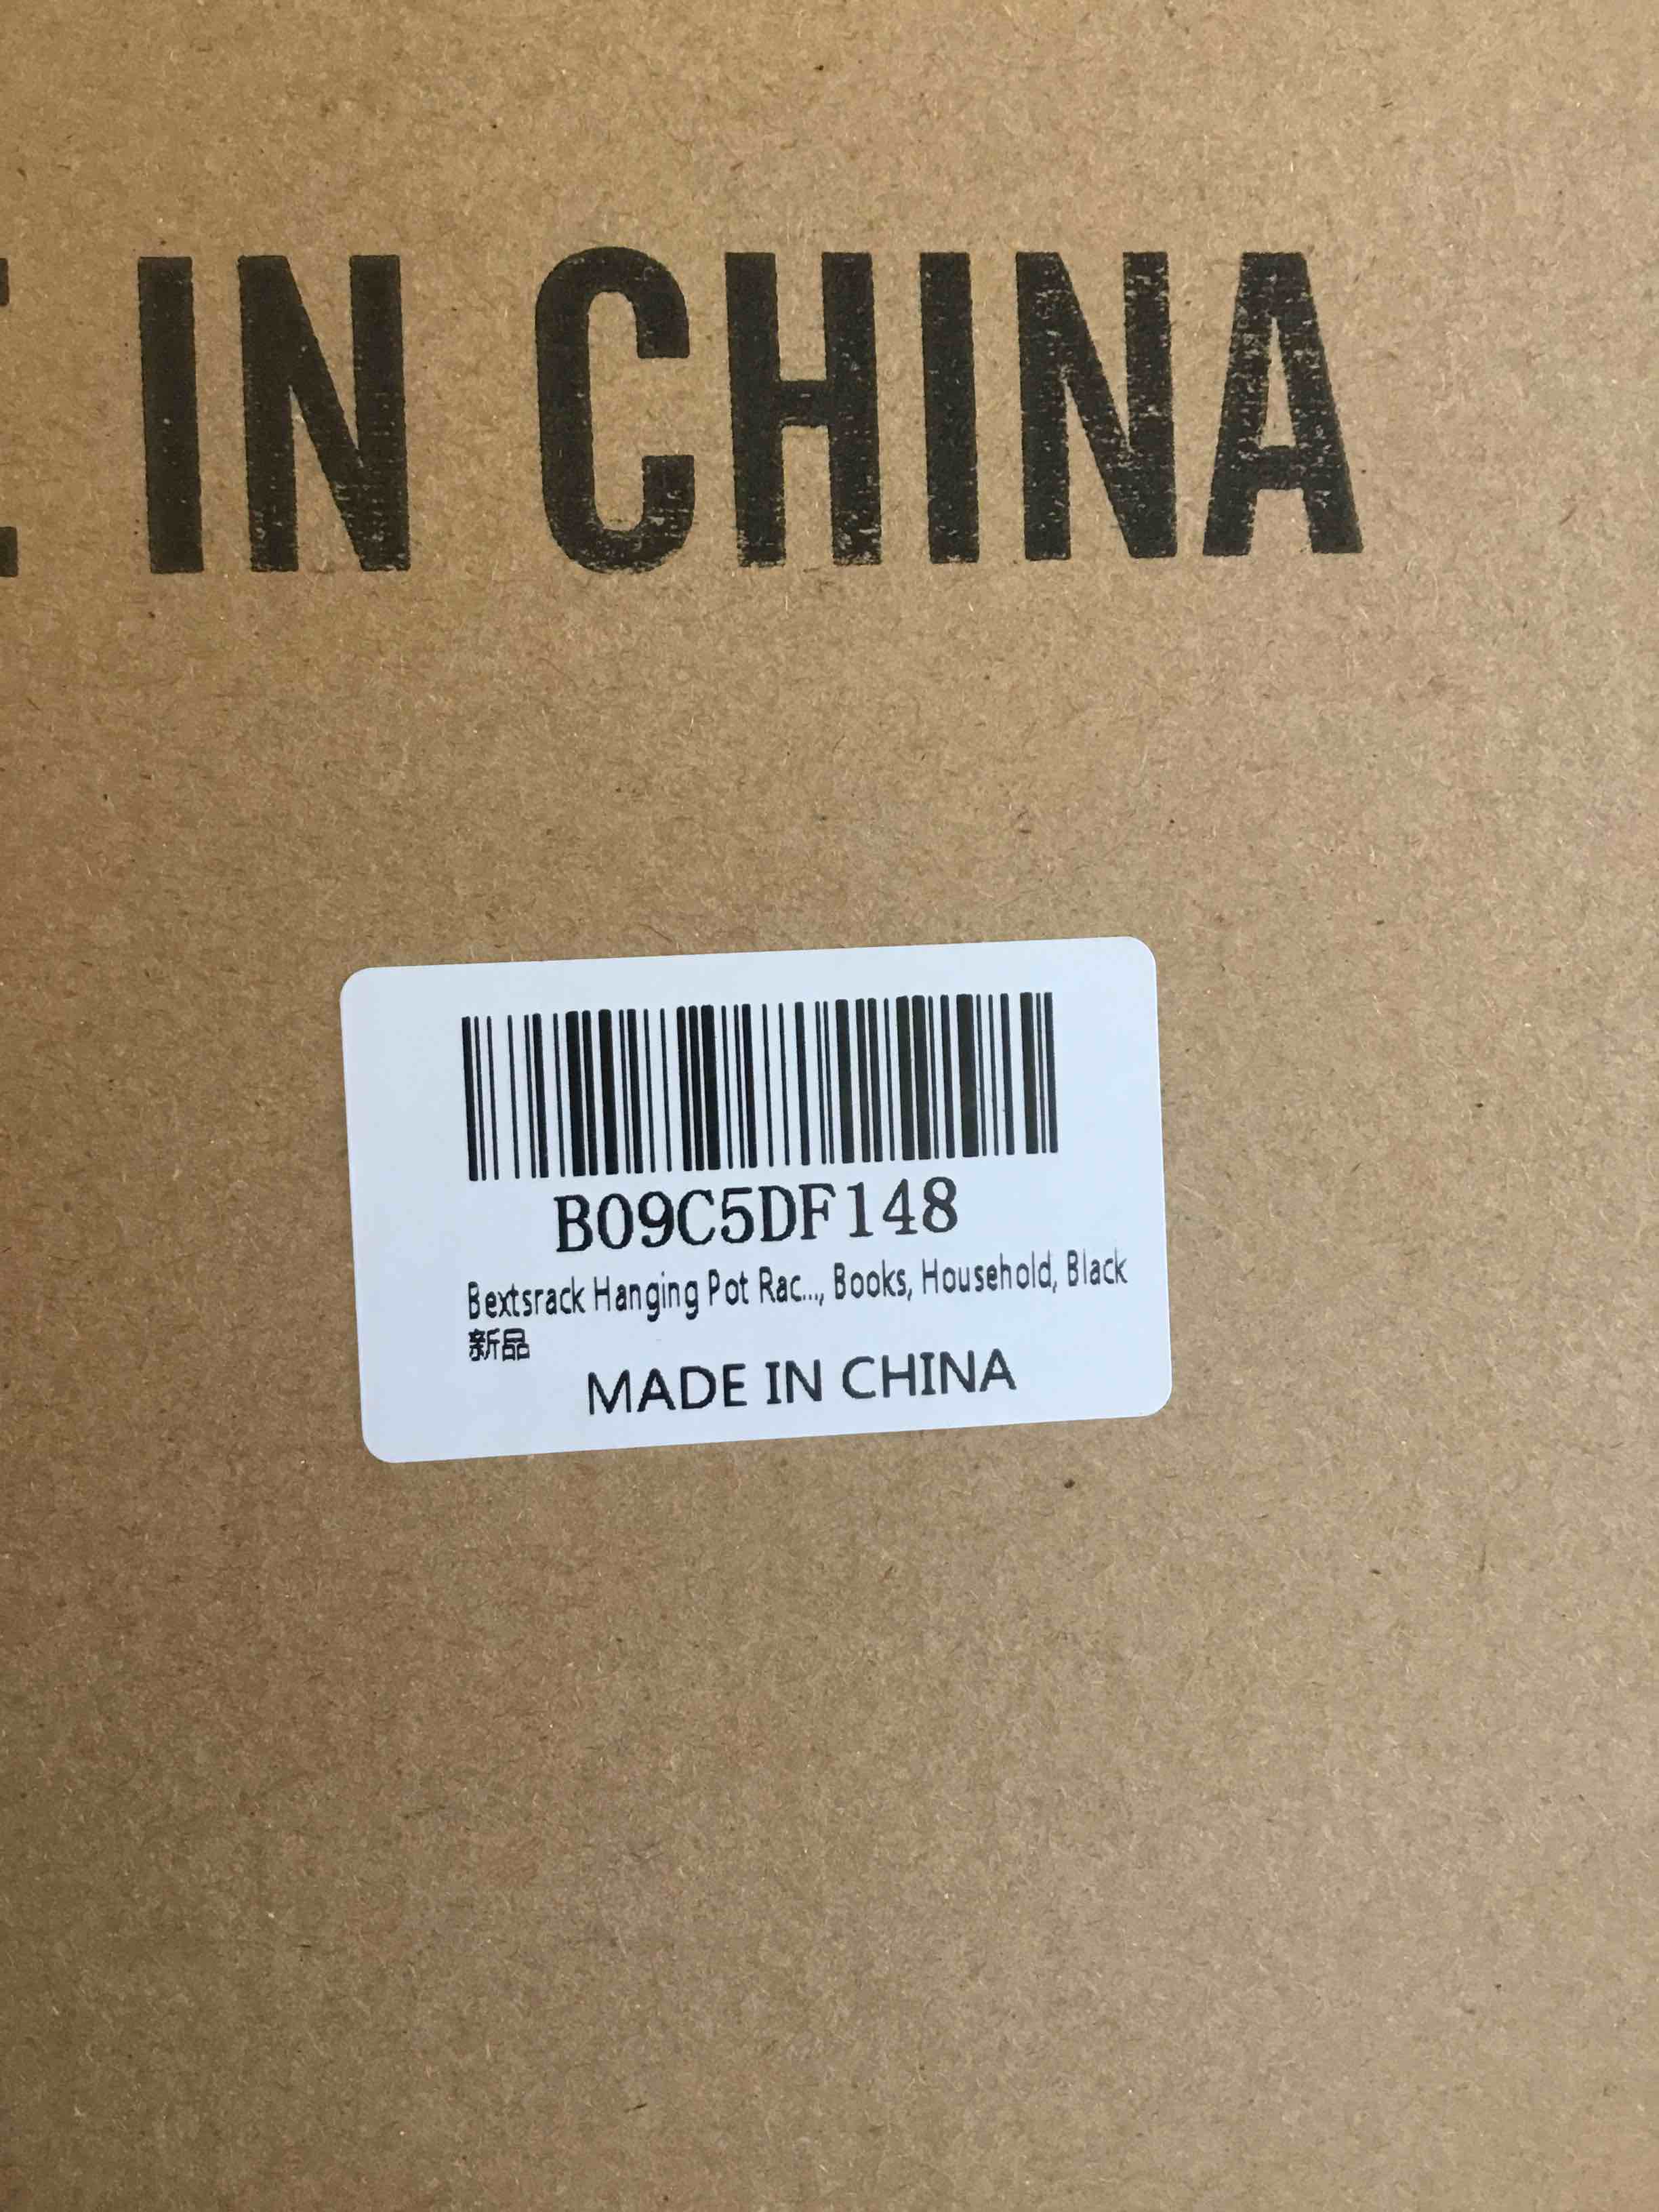 IN CHINA
B09C5DF148
Bextsrack Hanging Pot Rac..., Books, Household, Black
新品
MADE IN CHINA